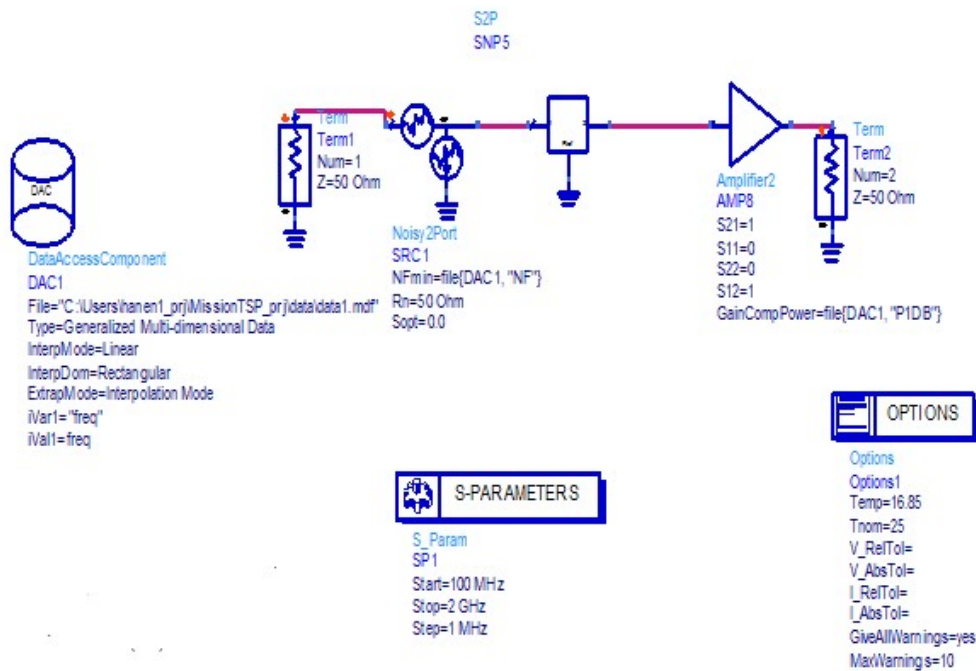 S2P
SNP5
Term
Term1
Num=1
Z=50 Ohm
Ref
Term
Term2
Num=2
Z=50 Ohm
DAC
Amplifier2
AMP8
S21=1
S11=0
S22=0
S12=1
GainCompPower=file{DAC1, "P1DB"}
Noisy2Port
SRC1
NFmin=file{DAC1, "NF"}
Rn=50 Ohm
Sopt=0.0
DataAccessComponent
DAC1
File="C:\Users\hanen1_prj\MissionTSP_prj\data\data1.mdf"
Type=Generalized Multi-dimensional Data
InterpMode=Linear
InterpDom=Rectangular
ExtrapMode=Interpolation Mode
iVar1="freq"
iVal1=freq
OPTIONS
Options
Options1
Temp=16.85
Tnom=25
V_RelTol=
V_AbsTol=
I_RelTol=
I_AbsTol=
GiveAllWarnings=yes
MaxWarnings=10
S-PARAMETERS
S_Param
SP1
Start=100 MHz
Stop=2 GHz
Step=1 MHz